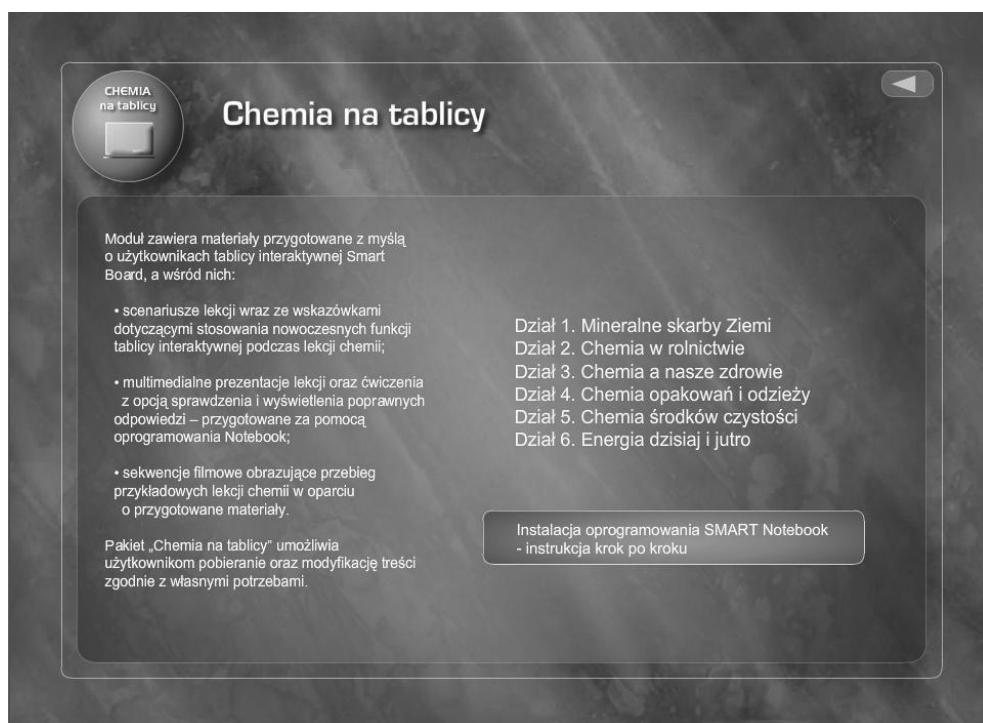 CHEMIA
na tablicy
Chemia na tablicy
Moduł zawiera materiały przygotowane z myślą
o użytkownikach tablicy interaktywnej Smart
Board, a wśród nich:
• scenariusze lekcji wraz ze wskazówkami
dotyczącymi stosowania nowoczesnych funkcji
tablicy interaktywnej podczas lekcji chemii;
• multimedialne prezentacje lekcji oraz ćwiczenia
z opcją sprawdzenia i wyświetlenia poprawnych
odpowiedzi – przygotowane za pomocą
oprogramowania Notebook;
• sekwencje filmowe obrazujące przebieg
przykładowych lekcji chemii w oparciu
o przygotowane materiały.
Pakiet „Chemia na tablicy” umożliwia
użytkownikom pobieranie oraz modyfikację treści
zgodnie z własnymi potrzebami.
Dział 1. Mineralne skarby Ziemi
Dział 2. Chemia w rolnictwie
Dział 3. Chemia a nasze zdrowie
Dział 4. Chemia opakowań i odzieży
Dział 5. Chemia środków czystości
Dział 6. Energia dzisiaj i jutro
Instalacja oprogramowania SMART Notebook
- instrukcja krok po kroku